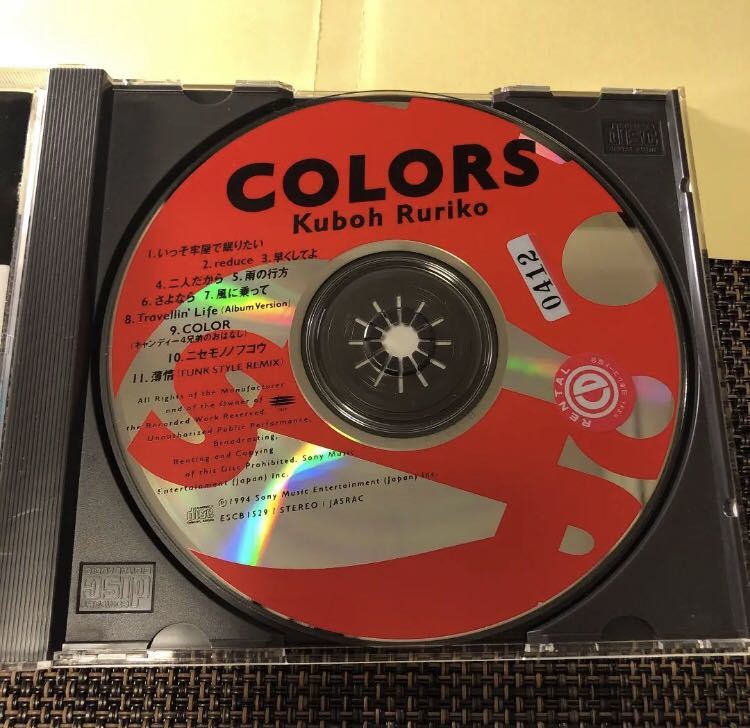 COLORS
Kuboh Ruriko
1.いっそ牢屋で眠りたい
2. reduce 3. 早くしてよ
4. 二人だから 5. 雨の行方
6. さよなら 7. 風に乗って
8. Travellin' Life (Album Version)
9. COLOR
(キャンディー4兄弟のおはなし)
10. ニセモノノフコウ
11. 薄情 (FUNK STYLE REMIX)
All Rights of the Manufacturer
and of the Owner of
the Recorded Work Reserved.
Unauthorized Public Performance,
Broadcasting,
Renting and Copying
of this Disc Prohibited. Sony Music
Entertainment (Japan) Inc.
℗ 1994 Sony Music Entertainment (Japan) Inc.
ESCB 1529 | STEREO | JASRAC
0412
RENTAL
disc
disc
disc